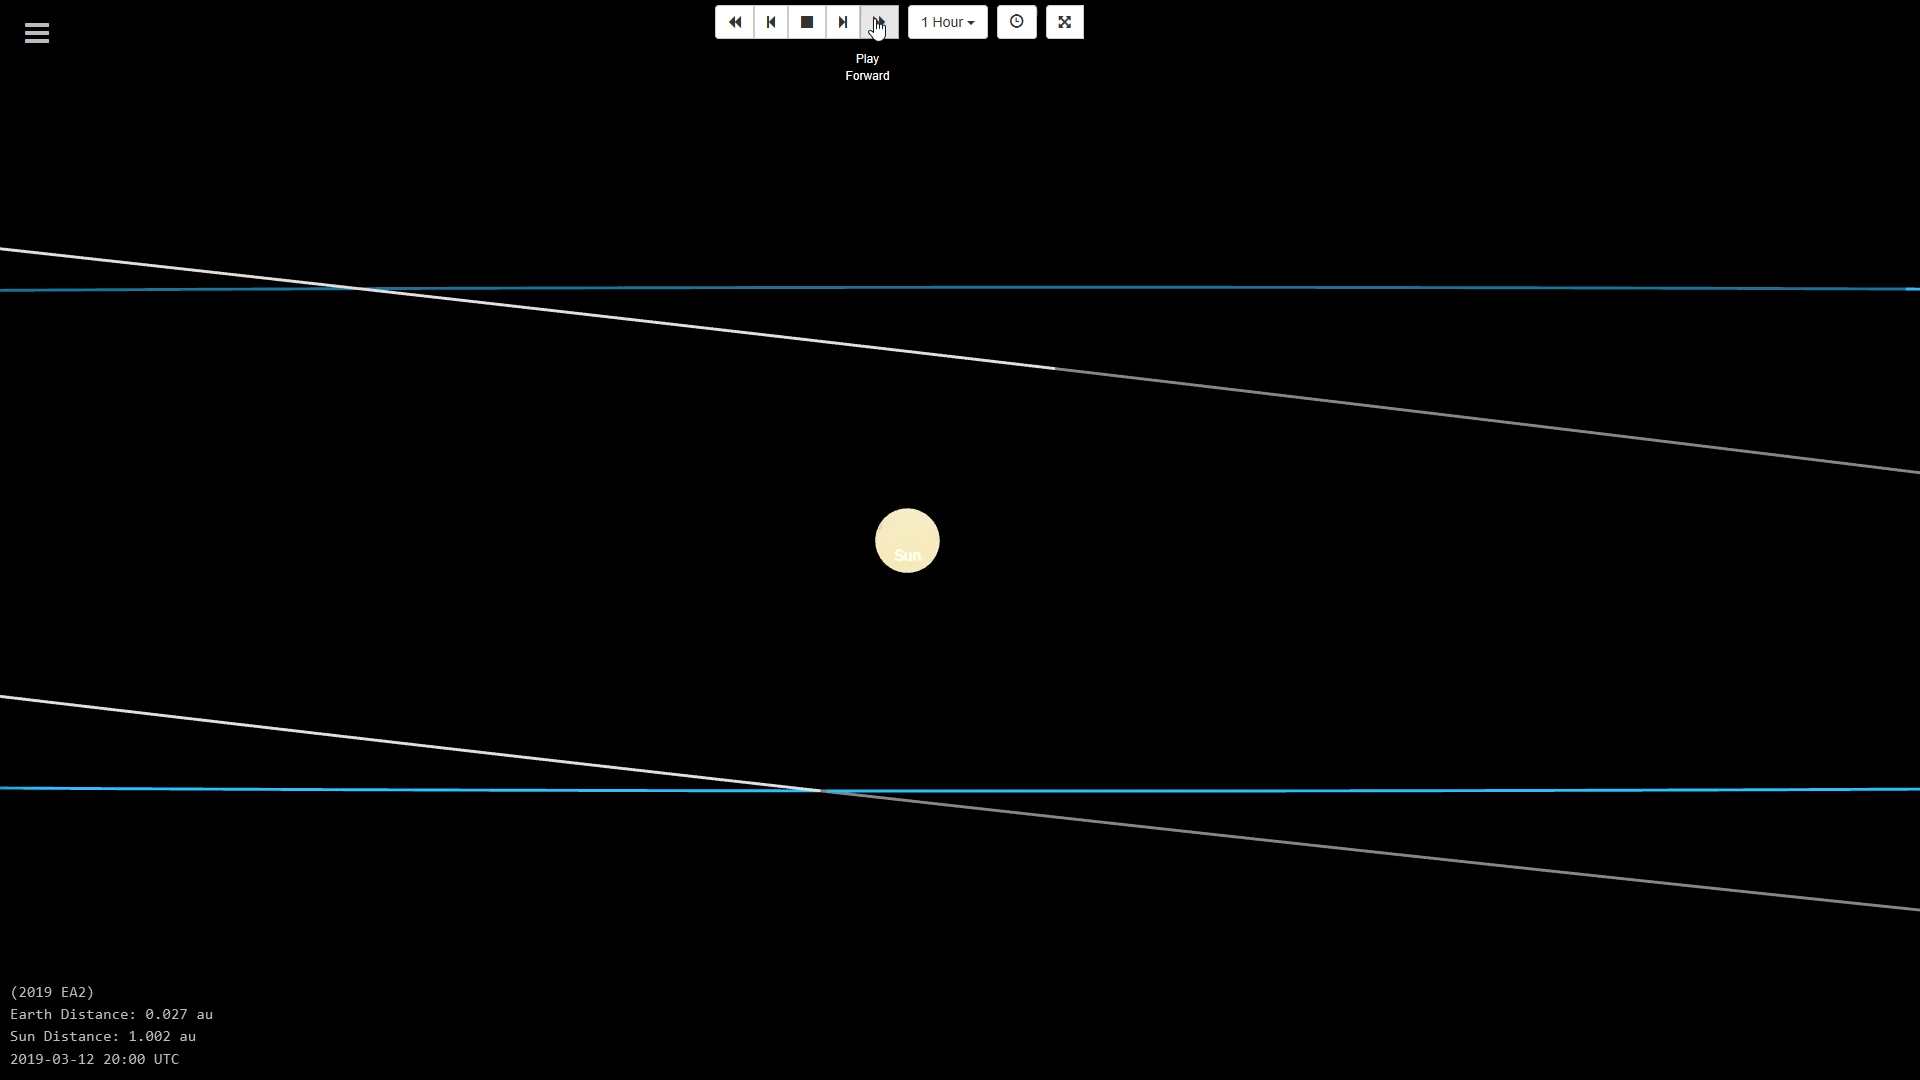 1 Hour
Play
Forward
Sun
(2019 EA2)
Earth Distance: 0.027 au
Sun Distance: 1.002 au
2019-03-12 20:00 UTC